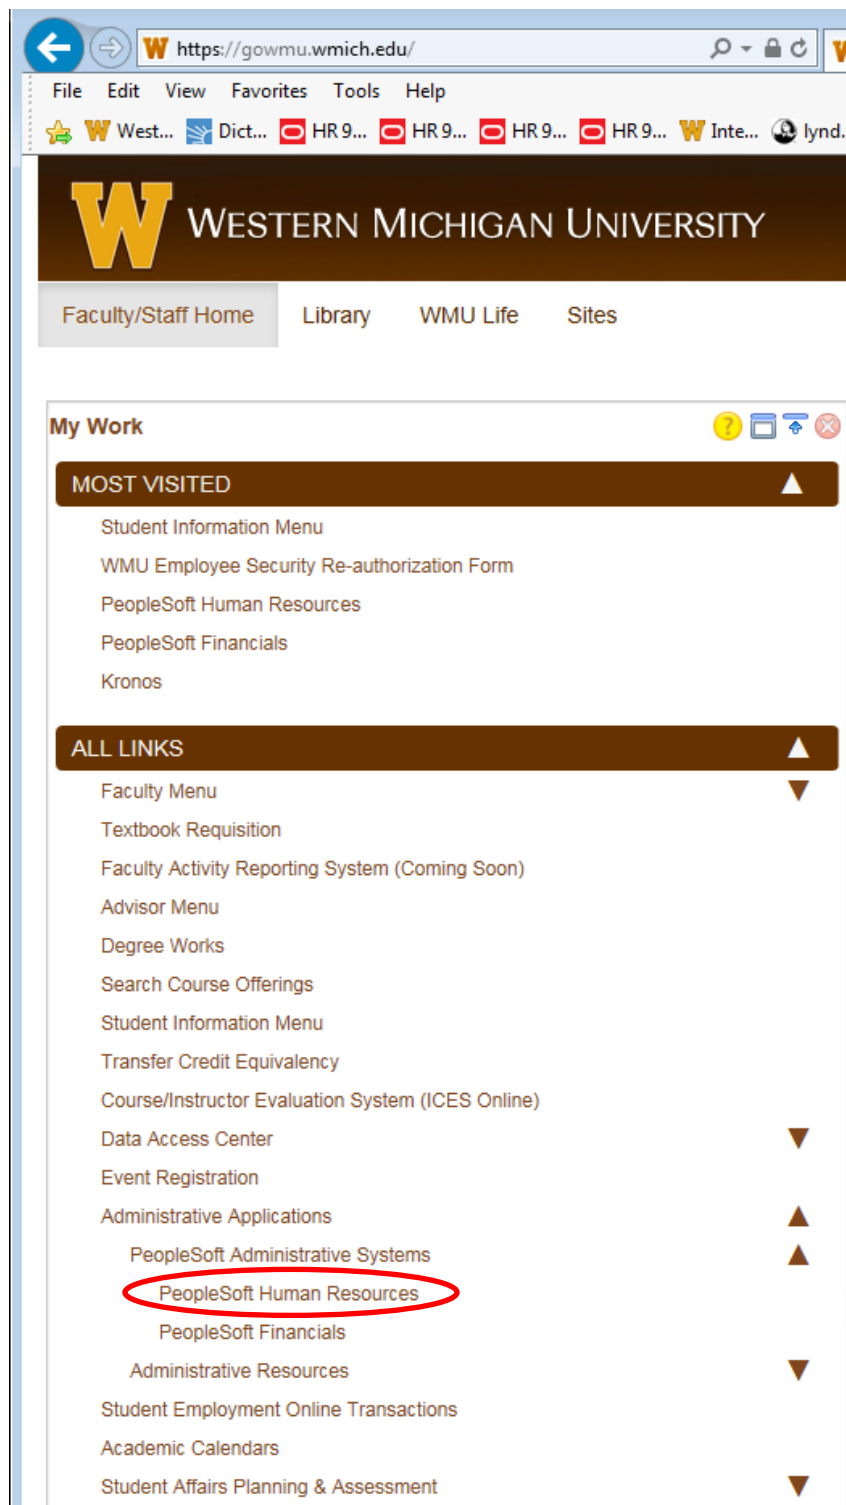 W https://gowmu.wmich.edu/
File Edit View Favorites Tools Help
W West... Dict... HR 9... HR 9... HR 9... HR 9... W Inte... lynd.
W WESTERN MICHIGAN UNIVERSITY
Faculty/Staff Home Library WMU Life Sites
My Work ?
MOST VISITED
Student Information Menu
WMU Employee Security Re-authorization Form
PeopleSoft Human Resources
PeopleSoft Financials
Kronos
ALL LINKS
Faculty Menu
Textbook Requisition
Faculty Activity Reporting System (Coming Soon)
Advisor Menu
Degree Works
Search Course Offerings
Student Information Menu
Transfer Credit Equivalency
Course/Instructor Evaluation System (ICES Online)
Data Access Center
Event Registration
Administrative Applications
PeopleSoft Administrative Systems
PeopleSoft Human Resources
PeopleSoft Financials
Administrative Resources
Student Employment Online Transactions
Academic Calendars
Student Affairs Planning & Assessment